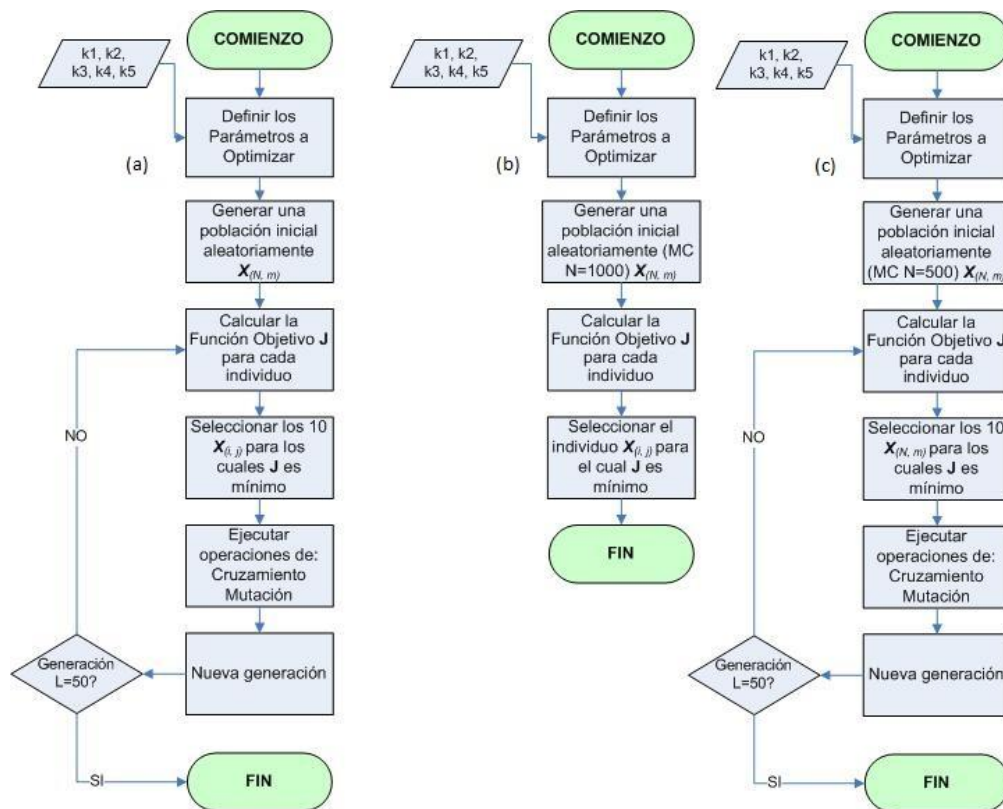 COMIENZO
k1, k2,
k3, k4, k5
Definir los
Parámetros a
Optimizar
(a)
Generar una
población inicial
aleatoriamente
X(N, m)
Calcular la
Función Objetivo J
para cada
individuo
NO
Seleccionar los 10
X(i, j) para los
cuales J es
mínimo
Ejecutar
operaciones de:
Cruzamiento
Mutación
Generación
L=50?
Nueva generación
SI
FIN
COMIENZO
k1, k2,
k3, k4, k5
Definir los
Parámetros a
Optimizar
(b)
Generar una
población inicial
aleatoriamente (MC
N=1000) X(N, m)
Calcular la
Función Objetivo J
para cada
individuo
Seleccionar el
individuo X(i, j) para
el cual J es
mínimo
FIN
COMIENZO
k1, k2,
k3, k4, k5
Definir los
Parámetros a
Optimizar
(c)
Generar una
población inicial
aleatoriamente
(MC N=500) X(N, m)
Calcular la
Función Objetivo J
para cada
individuo
NO
Seleccionar los 10
X(N, m) para los
cuales J es
mínimo
Ejecutar
operaciones de:
Cruzamiento
Mutación
Generación
L=50?
Nueva generación
SI
FIN